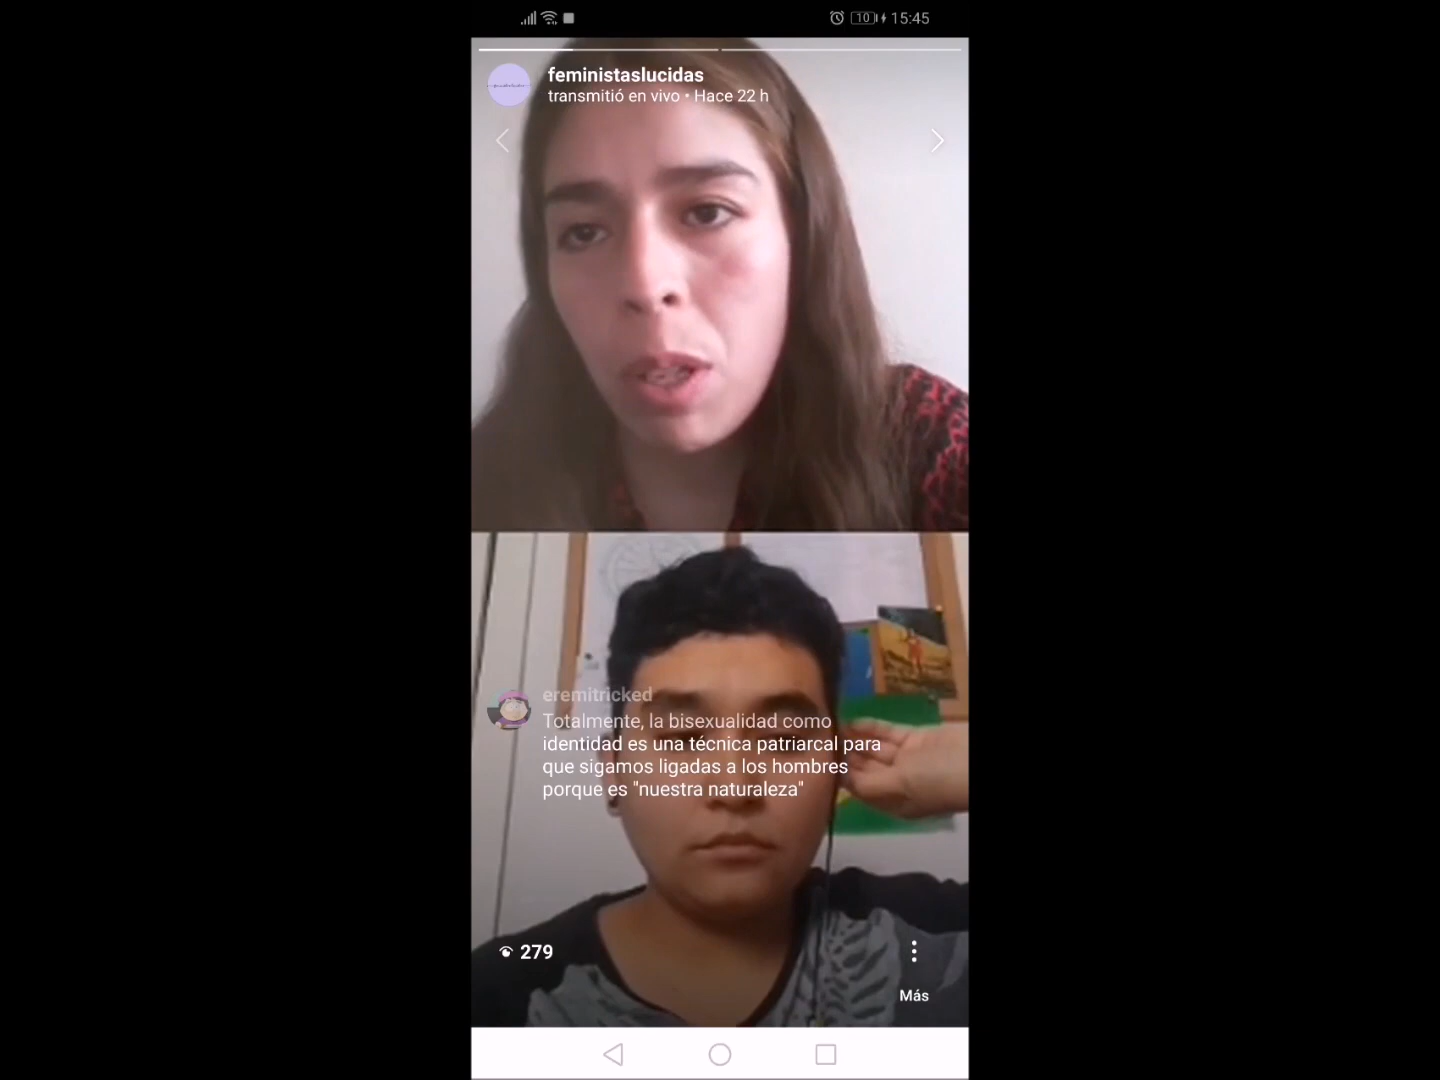 10 15:45
feministaslucidas
transmitió en vivo • Hace 22 h
eremitricked
Totalmente, la bisexualidad como
identidad es una técnica patriarcal para
que sigamos ligadas a los hombres
porque es "nuestra naturaleza"
279
Más